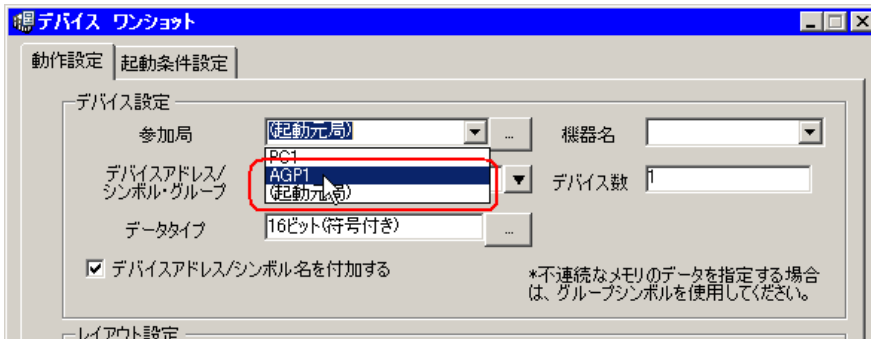 デバイス ワンショット
動作設定 起動条件設定
デバイス設定
参加局 (起動元局) ... 機器名
PC1
デバイスアドレス/
シンボル・グループ
AGP1
(起動元局)
デバイス数 1
データタイプ 16ビット(符号付き) ...
デバイスアドレス/シンボル名を付加する
*不連続なメモリのデータを指定する場合
は、グループシンボルを使用してください。
レイアウト設定